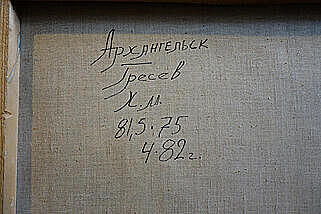 Архангельск
Гресев
Х.м.
81,5·75
4·82г.